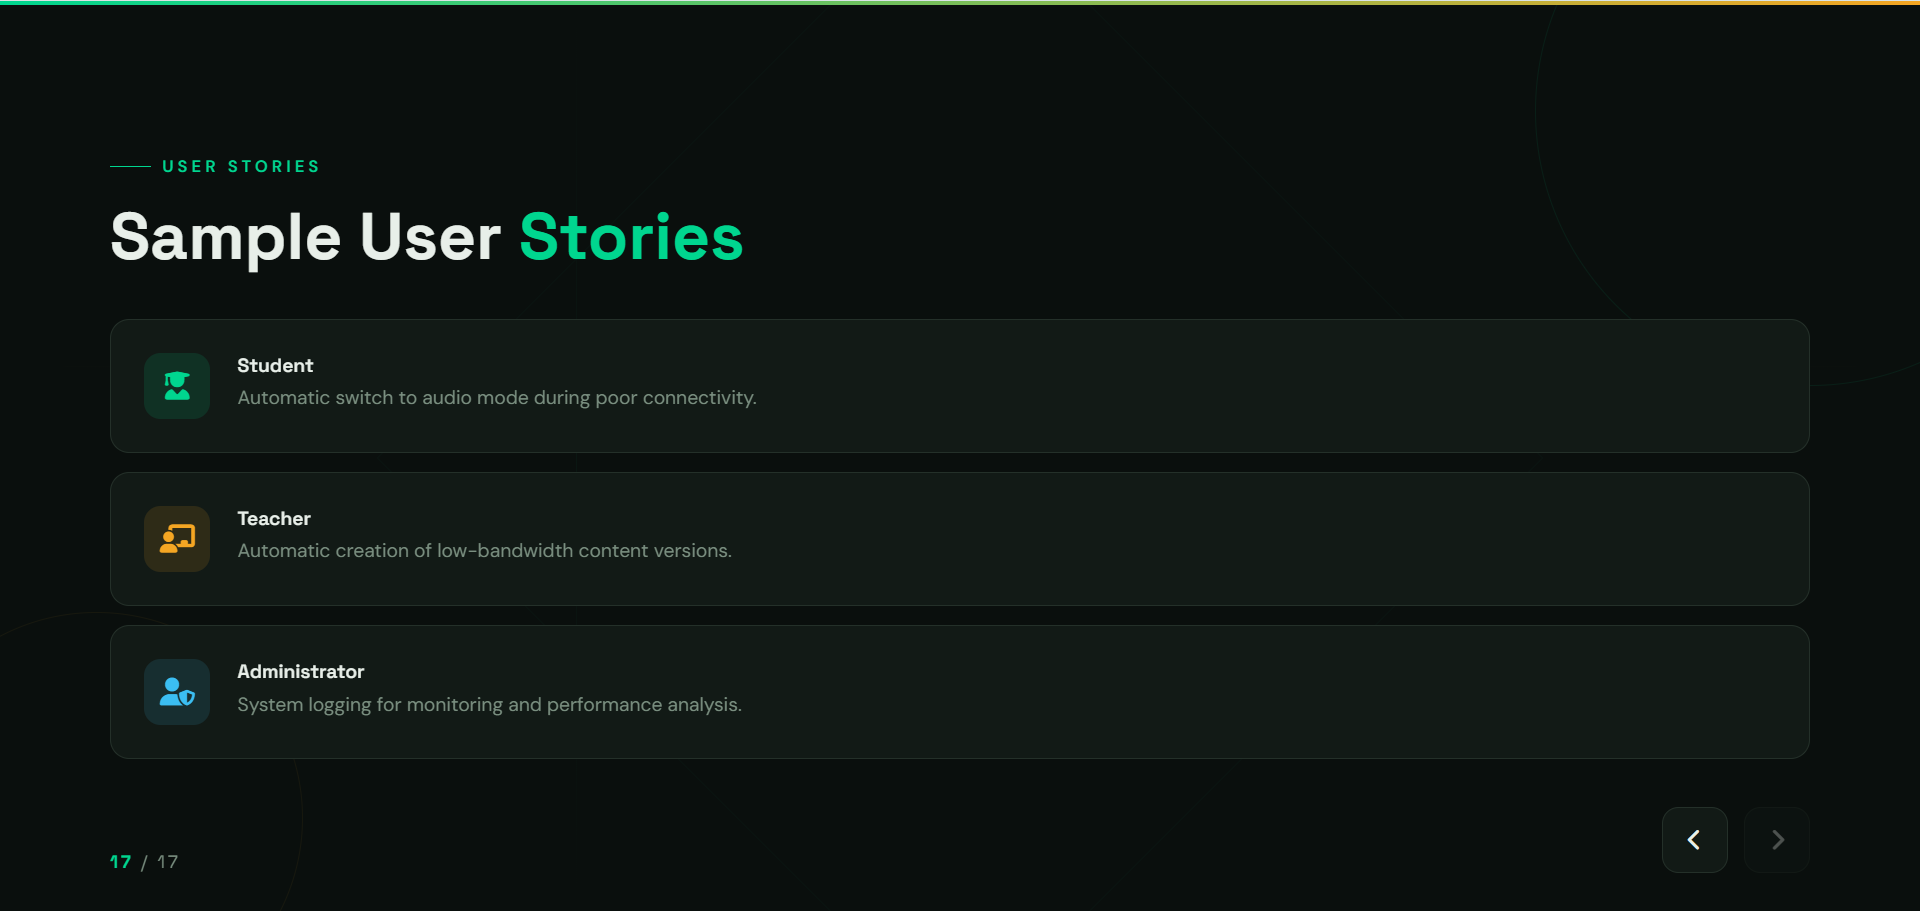 USER STORIES
Sample User Stories
Student
Automatic switch to audio mode during poor connectivity.
Teacher
Automatic creation of low-bandwidth content versions.
Administrator
System logging for monitoring and performance analysis.
17 / 17